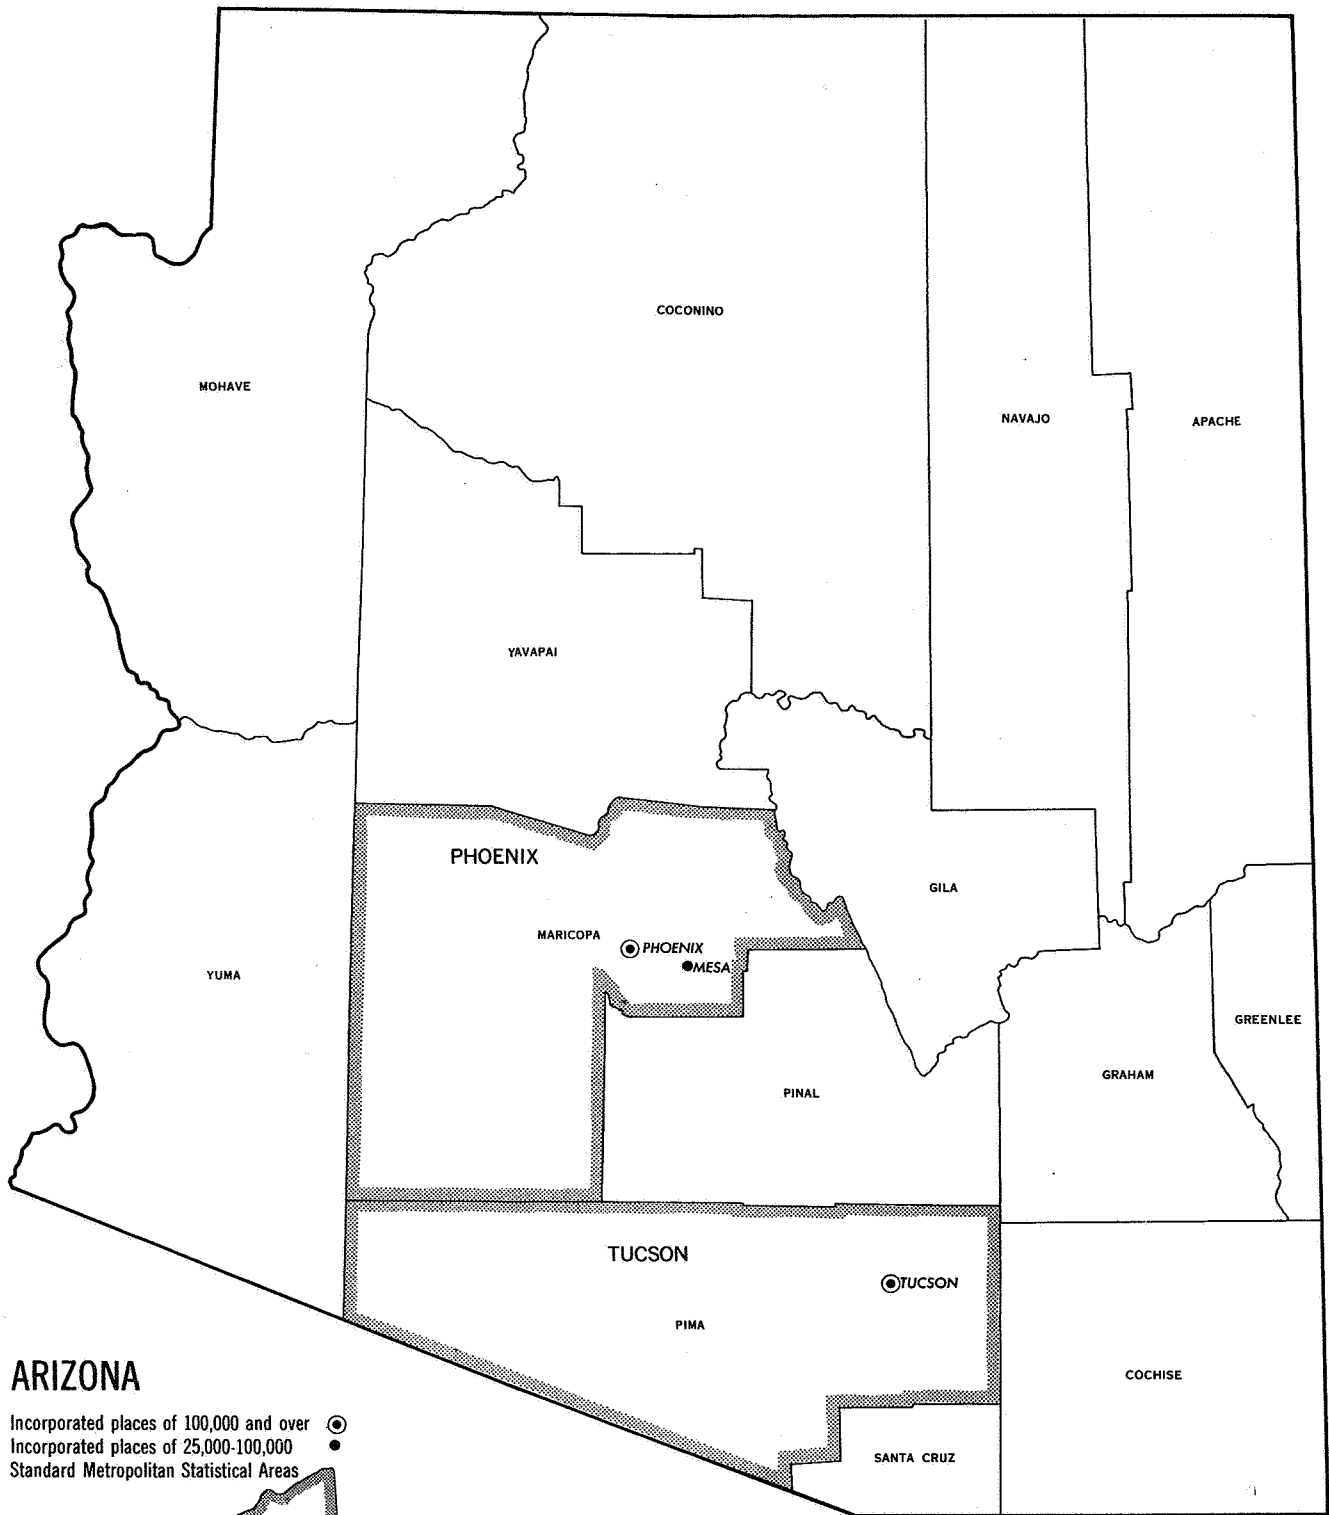 COCONINO
MOHAVE
NAVAJO
APACHE
YAVAPAI
PHOENIX
GILA
MARICOPA
PHOENIX
MESA
YUMA
GREENLEE
GRAHAM
PINAL
TUCSON
TUCSON
PIMA
COCHISE
SANTA CRUZ
ARIZONA
Incorporated places of 100,000 and over
Incorporated places of 25,000-100,000
Standard Metropolitan Statistical Areas